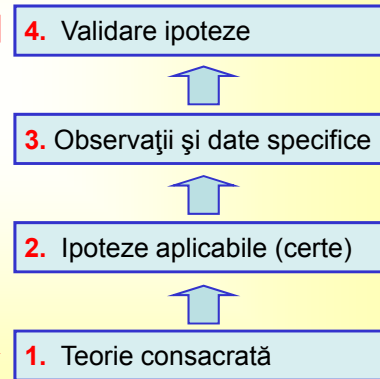 4. Validare ipoteze
3. Observaţii şi date specifice
2. Ipoteze aplicabile (certe)
1. Teorie consacrată